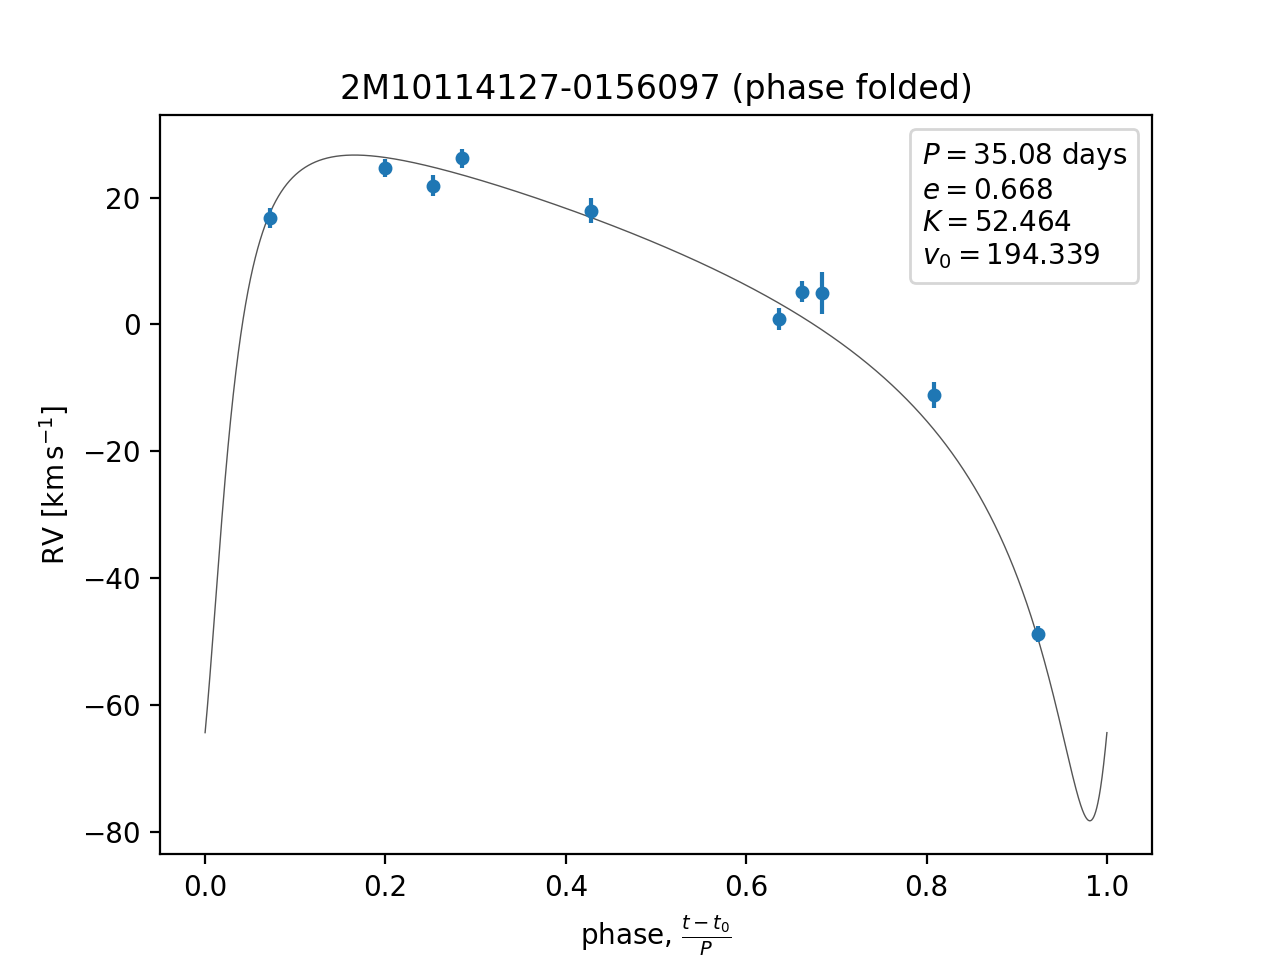 2M10114127-0156097 (phase folded)
P = 35.08 days
e = 0.668
K = 52.464
v₀ = 194.339
20
0
−20
−40
−60
−80
RV [km s⁻¹]
0.0 0.2 0.4 0.6 0.8 1.0
phase, (t − t₀)/P